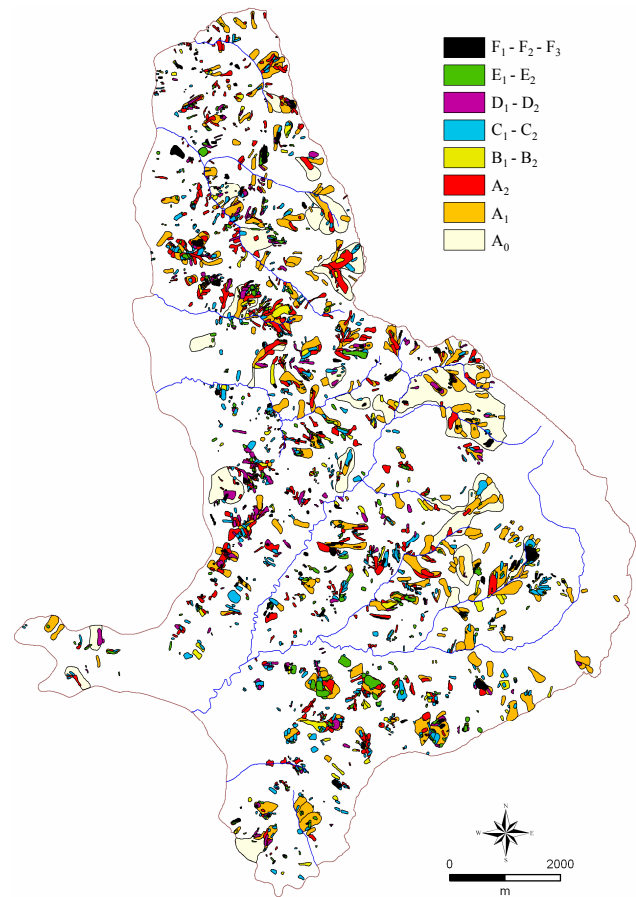 F₁ - F₂ - F₃
E₁ - E₂
D₁ - D₂
C₁ - C₂
B₁ - B₂
A₂
A₁
A₀
N
W E
S
0 2000
m